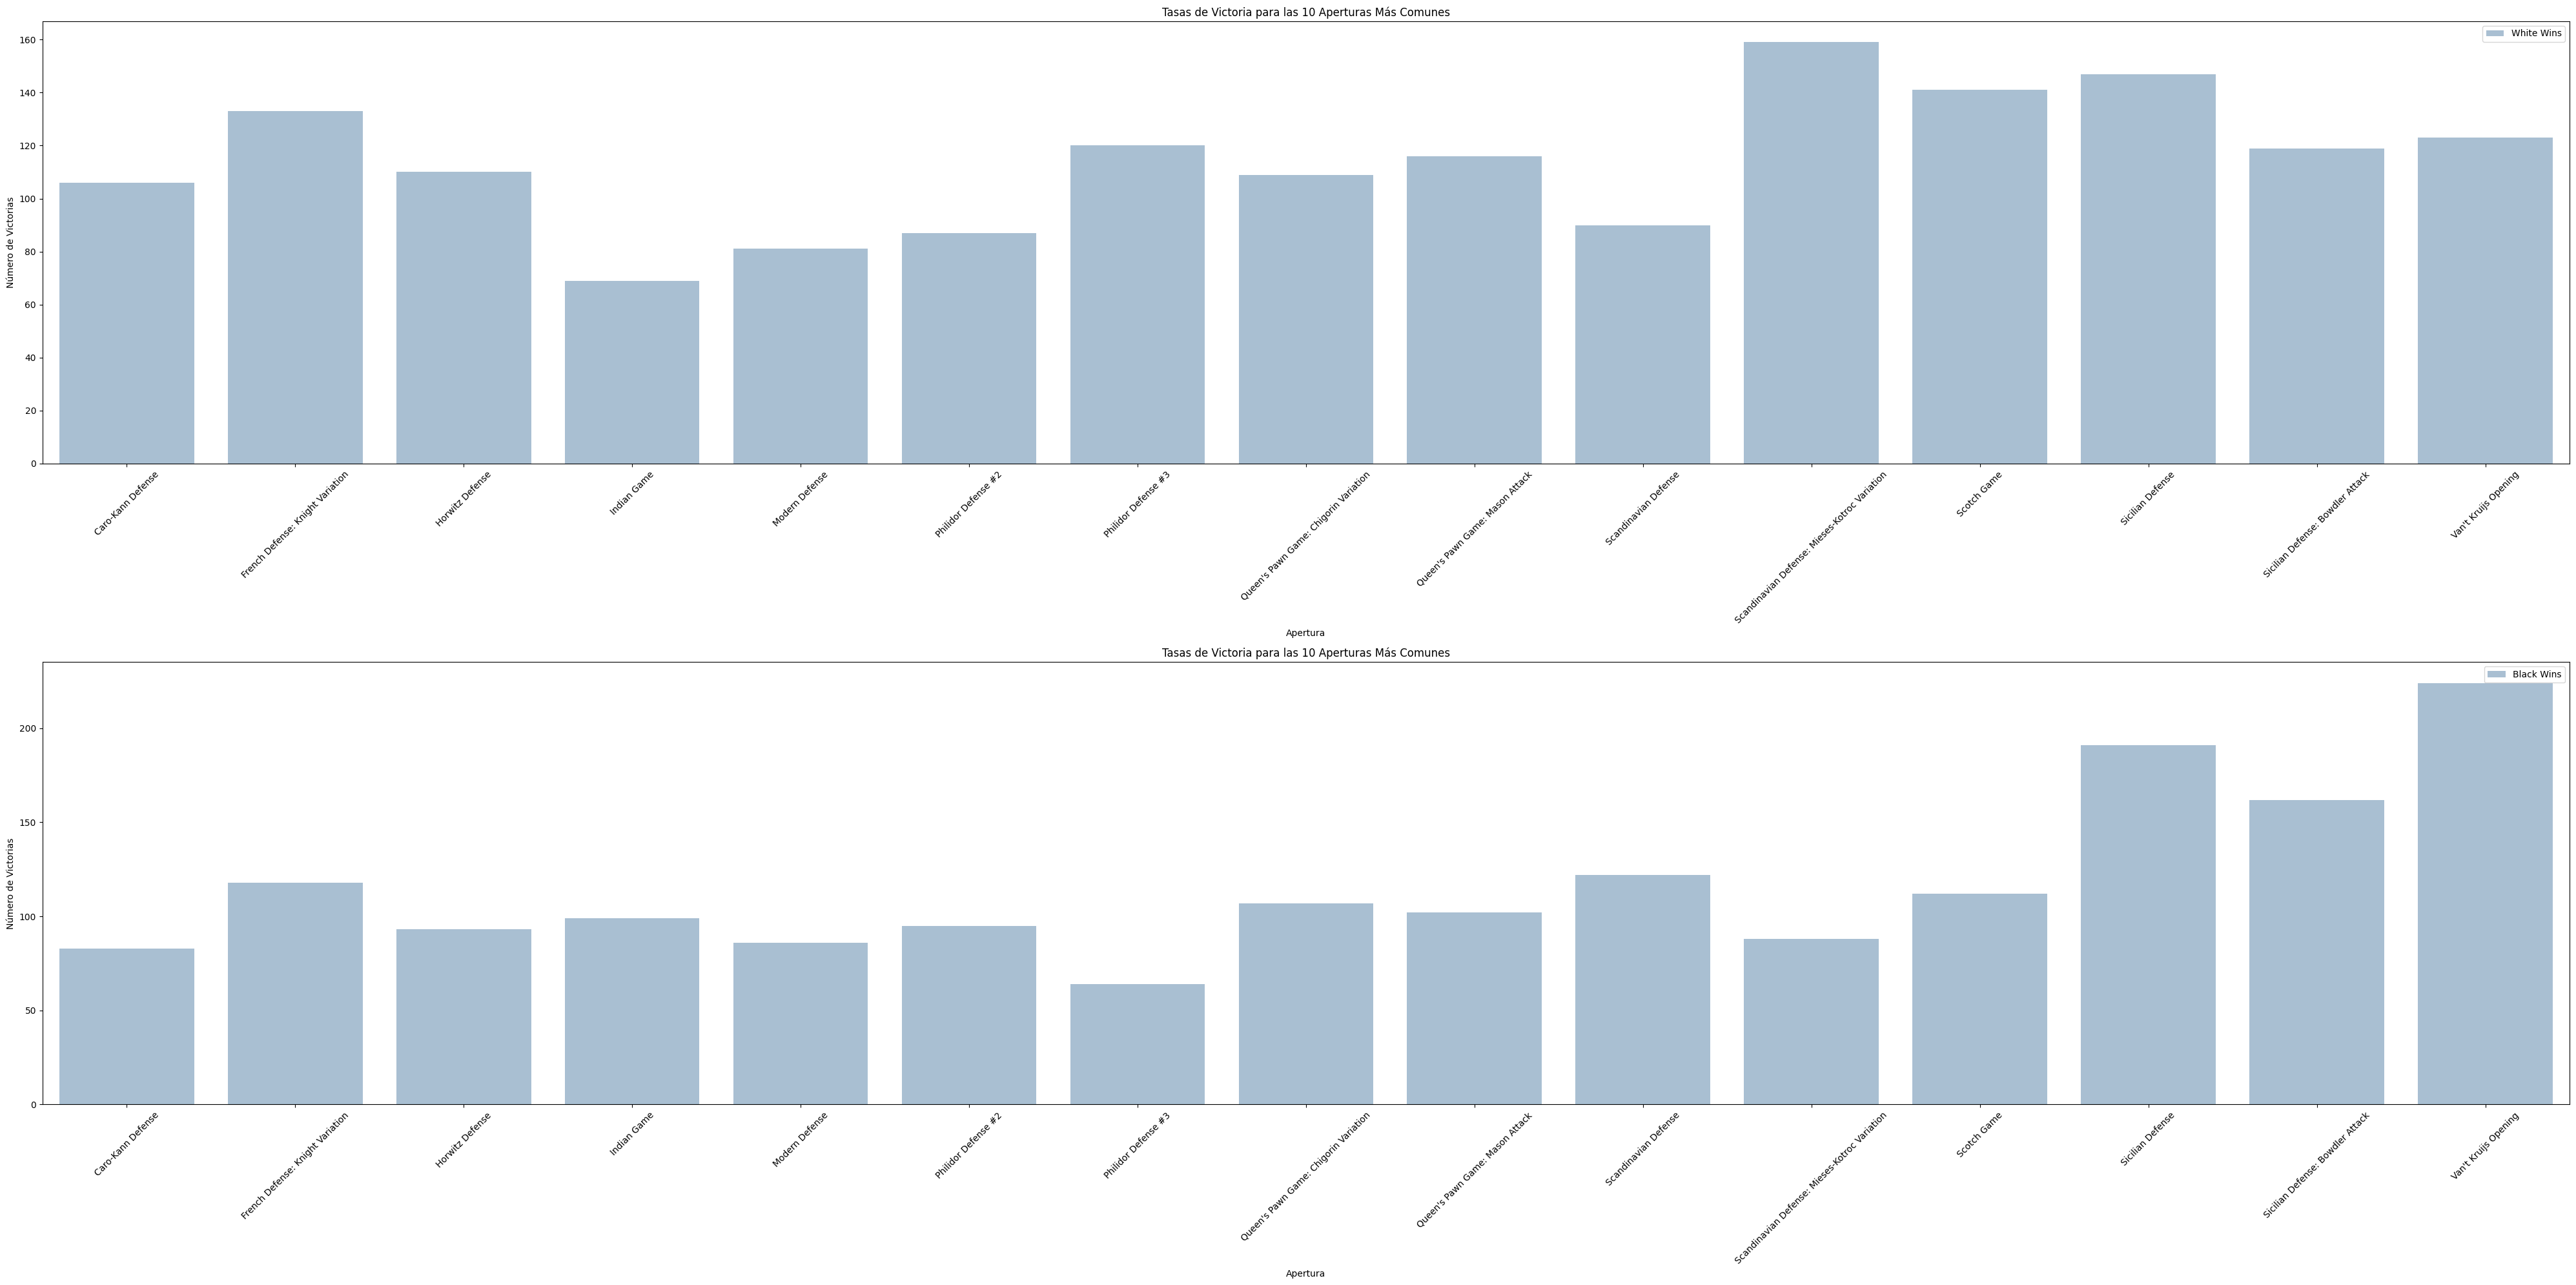 Tasas de Victoria para las 10 Aperturas Más Comunes
White Wins
Número de Victorias
160
140
120
100
80
60
40
20
0
Caro-Kann Defense
French Defense: Knight Variation
Horwitz Defense
Indian Game
Modern Defense
Philidor Defense #2
Philidor Defense #3
Queen's Pawn Game: Chigorin Variation
Queen's Pawn Game: Mason Attack
Scandinavian Defense
Scandinavian Defense: Mieses-Kotroc Variation
Scotch Game
Sicilian Defense
Sicilian Defense: Bowdler Attack
Van't Kruijs Opening
Apertura
Tasas de Victoria para las 10 Aperturas Más Comunes
Black Wins
Número de Victorias
200
150
100
50
0
Caro-Kann Defense
French Defense: Knight Variation
Horwitz Defense
Indian Game
Modern Defense
Philidor Defense #2
Philidor Defense #3
Queen's Pawn Game: Chigorin Variation
Queen's Pawn Game: Mason Attack
Scandinavian Defense
Scandinavian Defense: Mieses-Kotroc Variation
Scotch Game
Sicilian Defense
Sicilian Defense: Bowdler Attack
Van't Kruijs Opening
Apertura